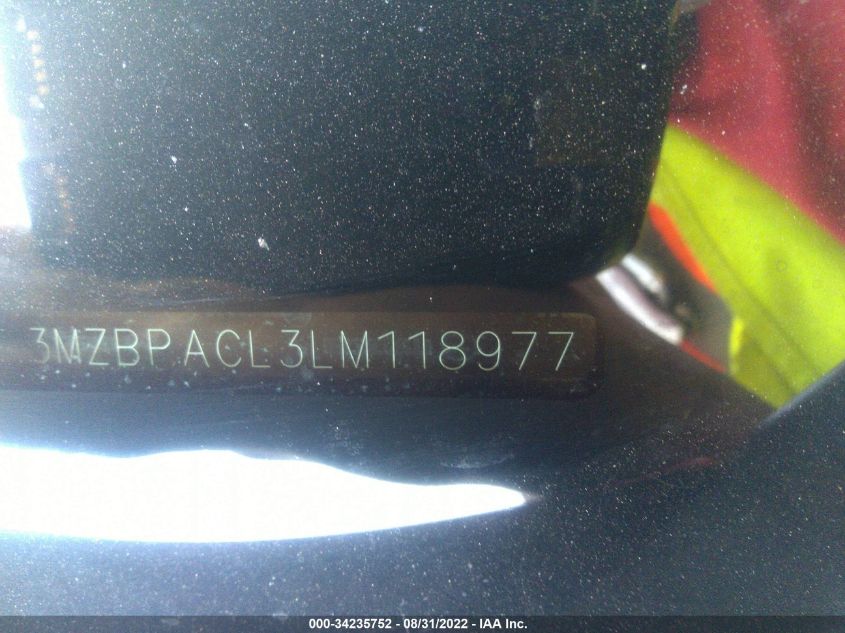 3MZBPACL3LM118977
000-34235752 - 08/31/2022 - IAA Inc.